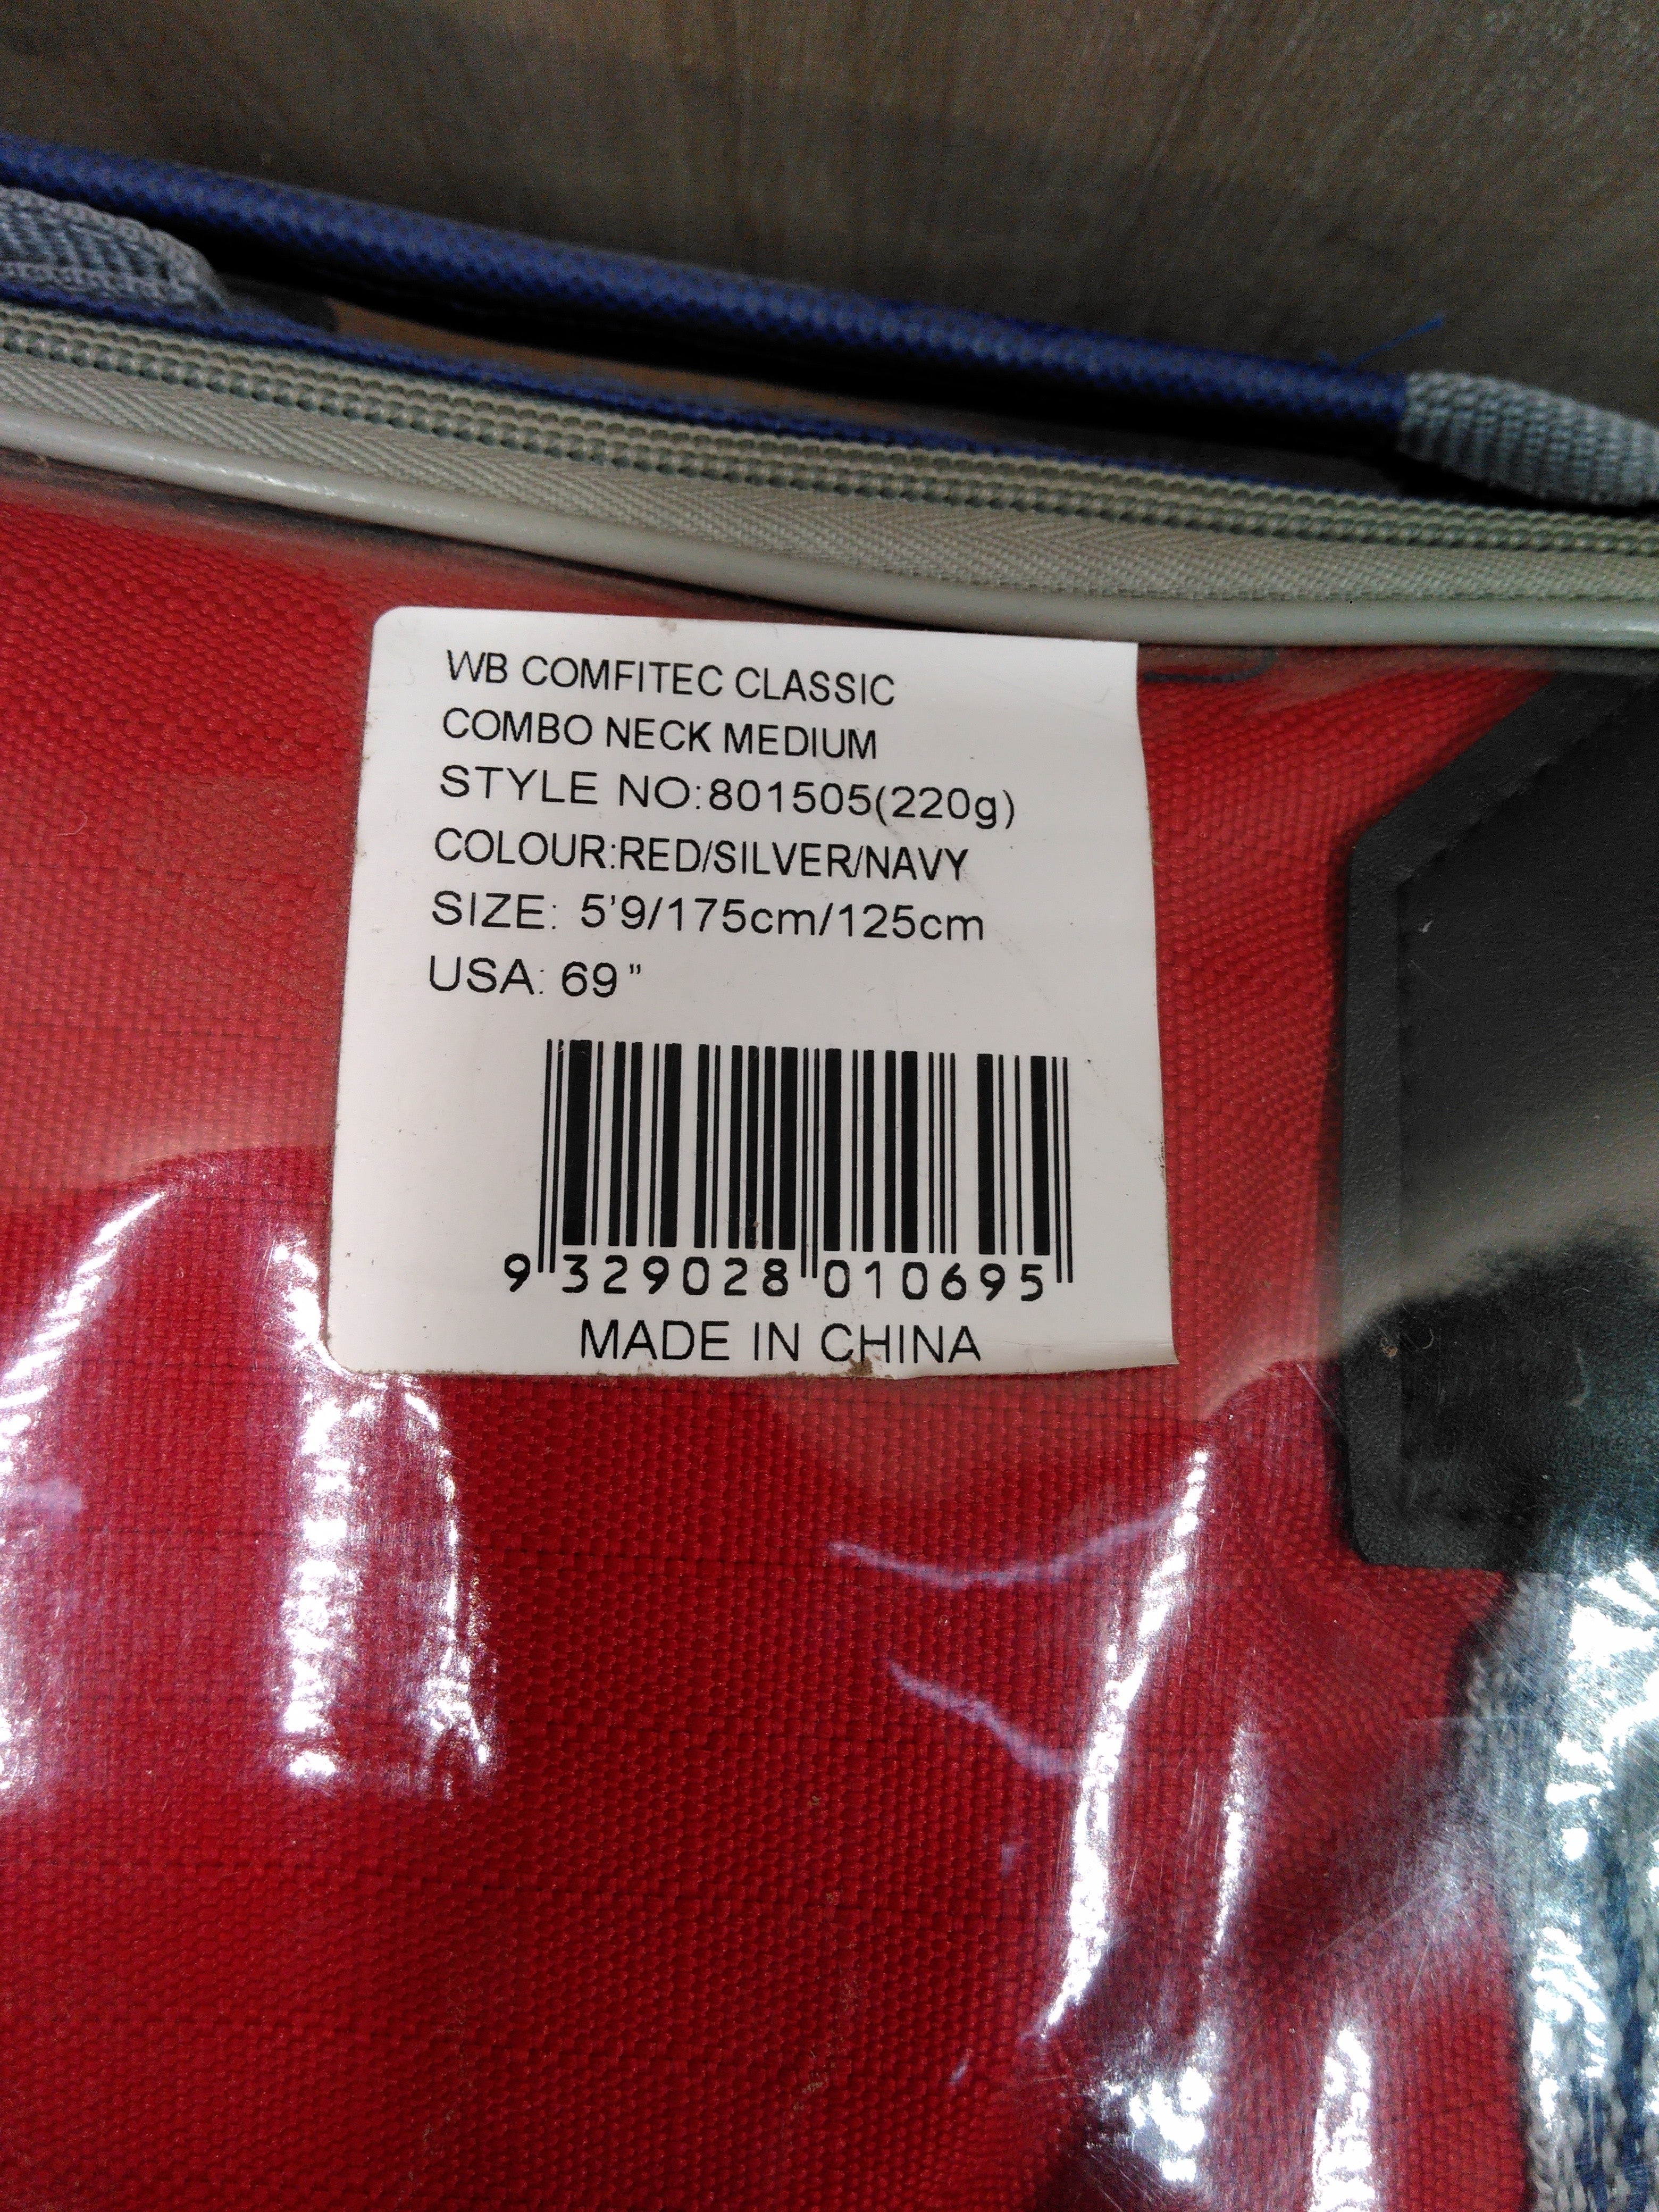 WB COMFITEC CLASSIC
COMBO NECK MEDIUM
STYLE NO:801505(220g)
COLOUR:RED/SILVER/NAVY
SIZE: 5'9/175cm/125cm
USA: 69"
9 329028 010695
MADE IN CHINA